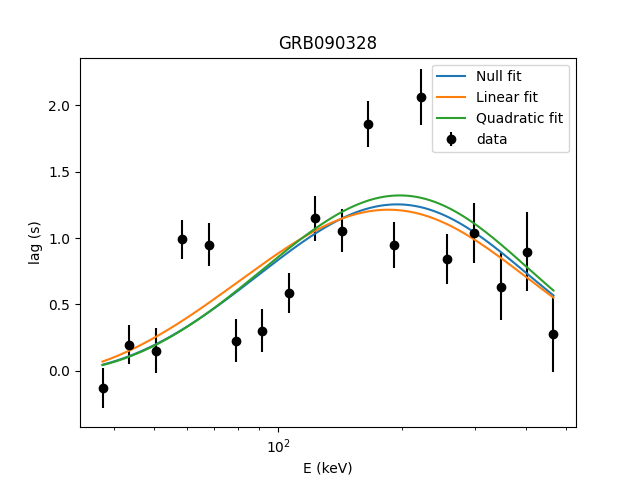 GRB090328
Null fit
Linear fit
Quadratic fit
data
2.0
1.5
1.0
0.5
0.0
lag (s)
10²
E (keV)